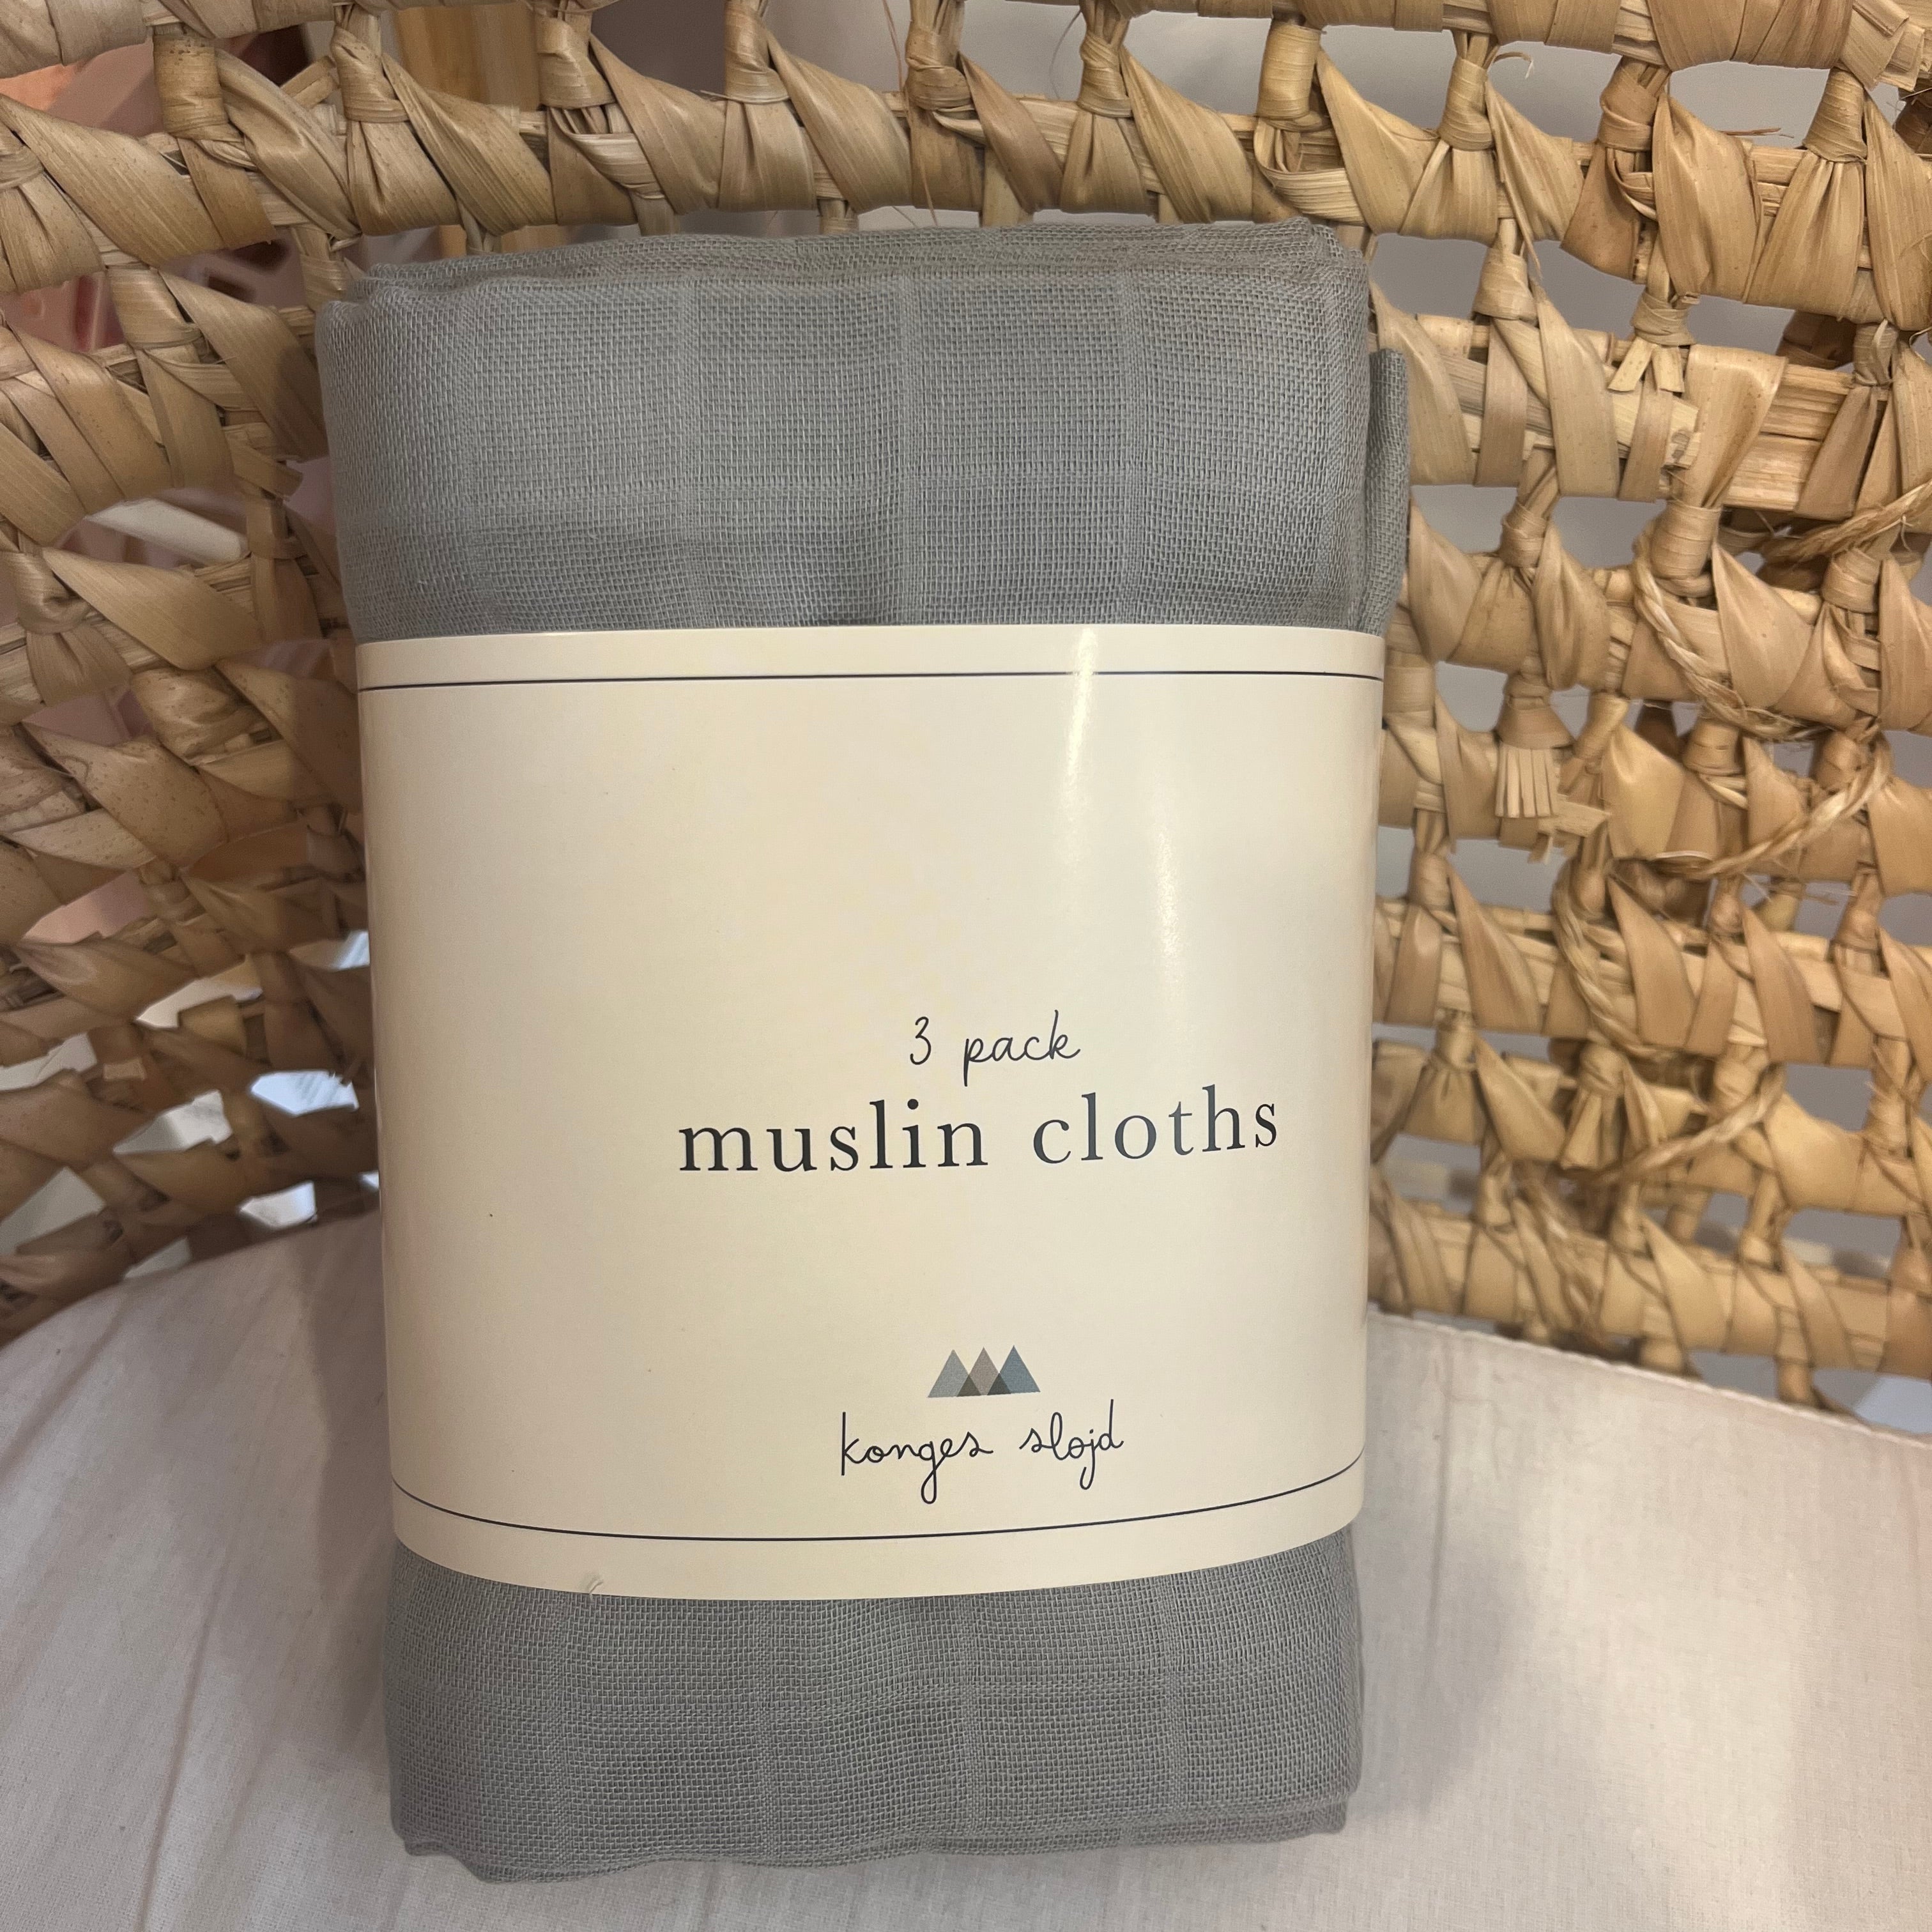 3 pack
muslin cloths
konges slojd